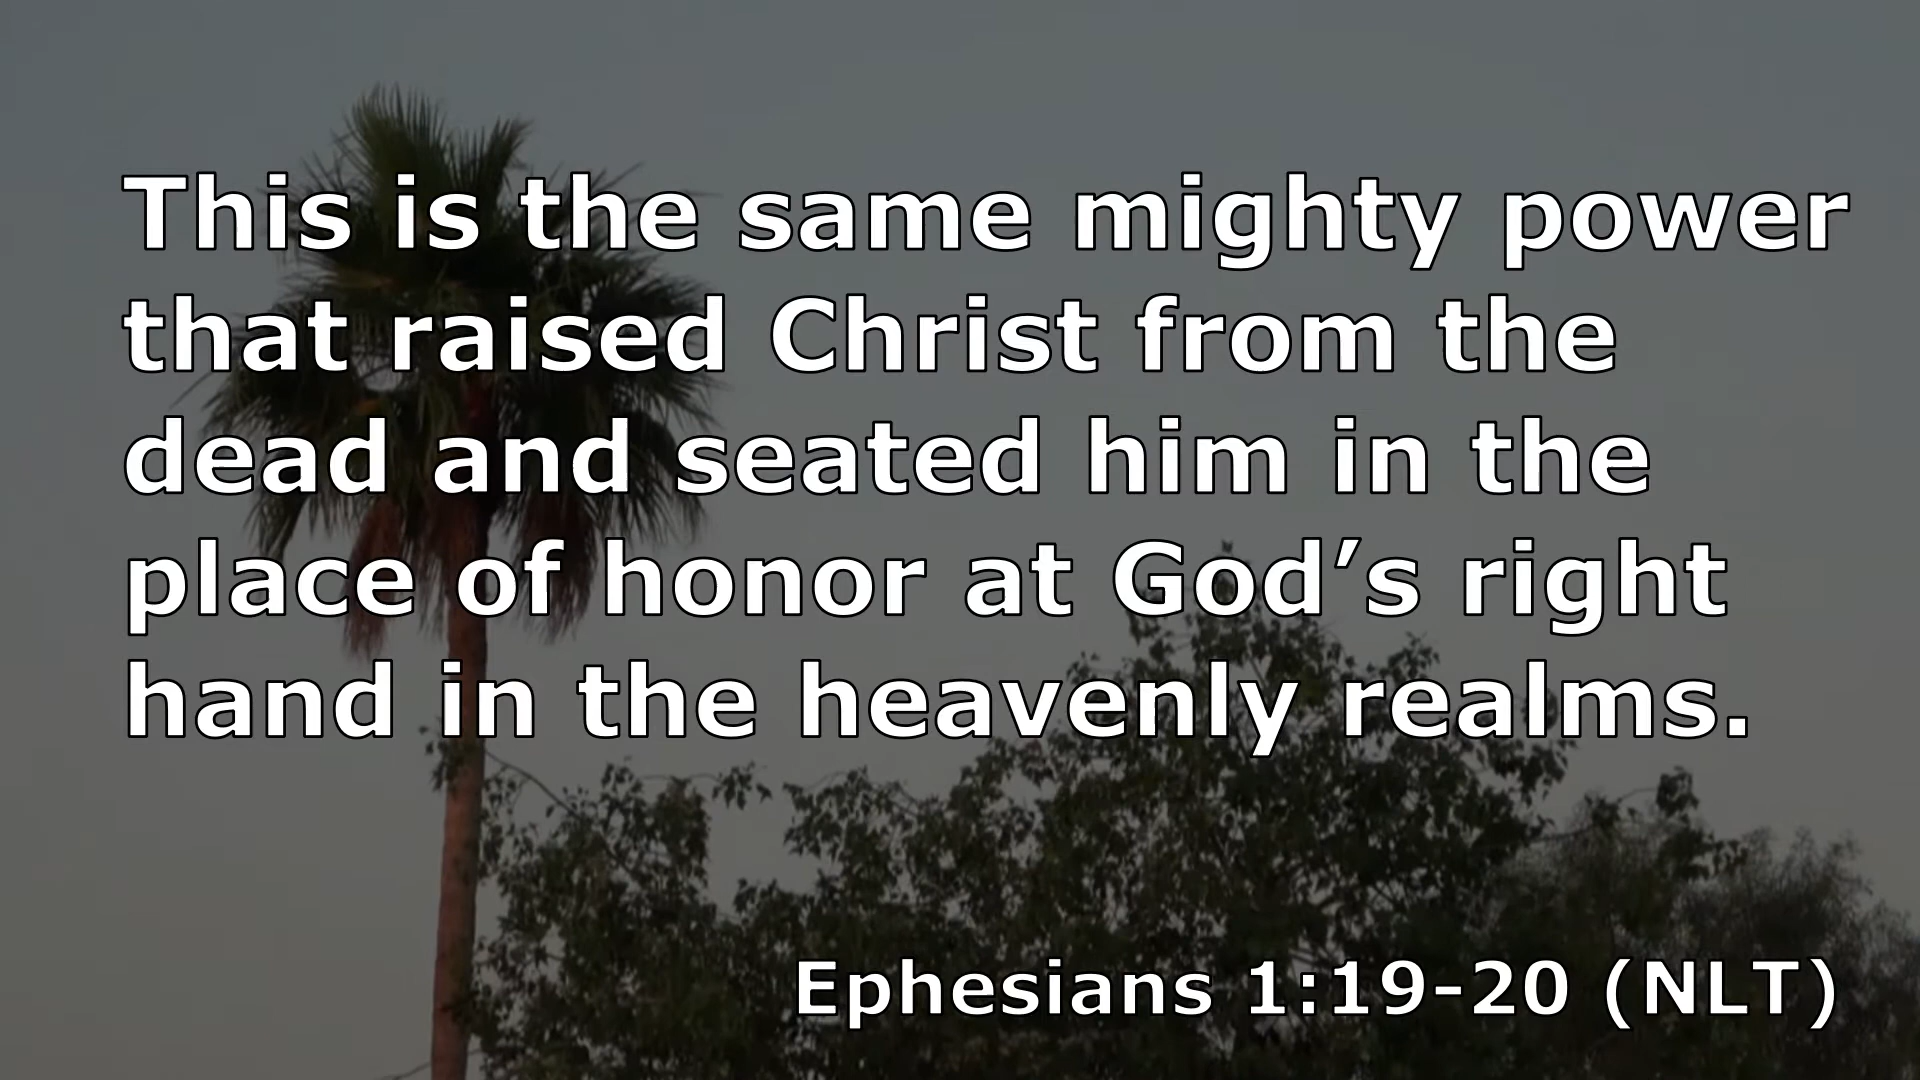 This is the same mighty power
that raised Christ from the
dead and seated him in the
place of honor at God’s right
hand in the heavenly realms.
Ephesians 1:19-20 (NLT)